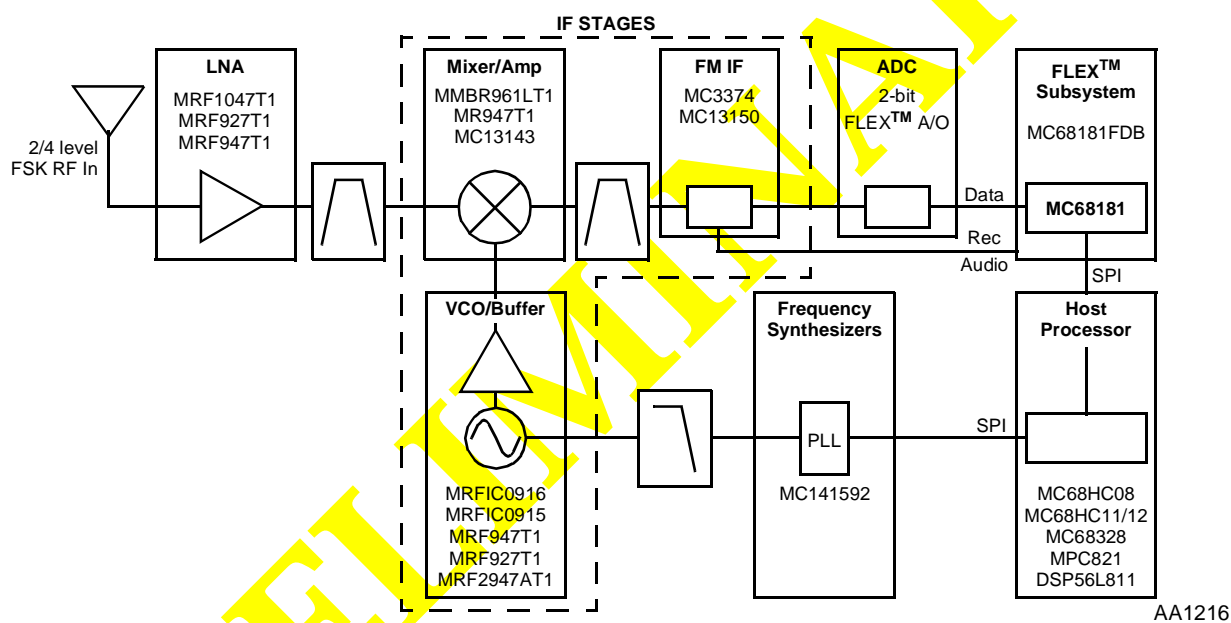 IF STAGES
LNA
MRF1047T1
MRF927T1
MRF947T1
2/4 level
FSK RF In
Mixer/Amp
MMBR961LT1
MR947T1
MC13143
FM IF
MC3374
MC13150
ADC
2-bit
FLEX™ A/O
FLEX™
Subsystem
MC68181FDB
MC68181
Data
Rec
Audio
SPI
VCO/Buffer
MRFIC0916
MRFIC0915
MRF947T1
MRF927T1
MRF2947AT1
Frequency
Synthesizers
PLL
MC141592
SPI
Host
Processor
MC68HC08
MC68HC11/12
MC68328
MPC821
DSP56L811
AA1216
ELIMINA